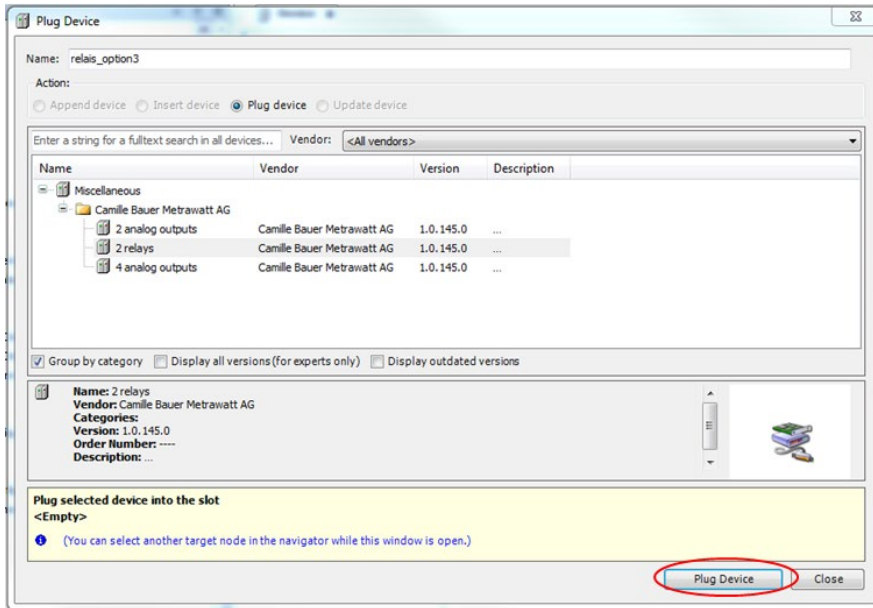 Plug Device
Name: relais_option3
Action:
Append device Insert device Plug device Update device
Enter a string for a fulltext search in all devices... Vendor: <All vendors>
Name Vendor Version Description
Miscellaneous
Camille Bauer Metrawatt AG
2 analog outputs Camille Bauer Metrawatt AG 1.0.145.0 ...
2 relays Camille Bauer Metrawatt AG 1.0.145.0 ...
4 analog outputs Camille Bauer Metrawatt AG 1.0.145.0 ...
Group by category Display all versions (for experts only) Display outdated versions
Name: 2 relays
Vendor: Camille Bauer Metrawatt AG
Categories:
Version: 1.0.145.0
Order Number: ----
Description: ...
Plug selected device into the slot
<Empty>
(You can select another target node in the navigator while this window is open.)
Plug Device Close